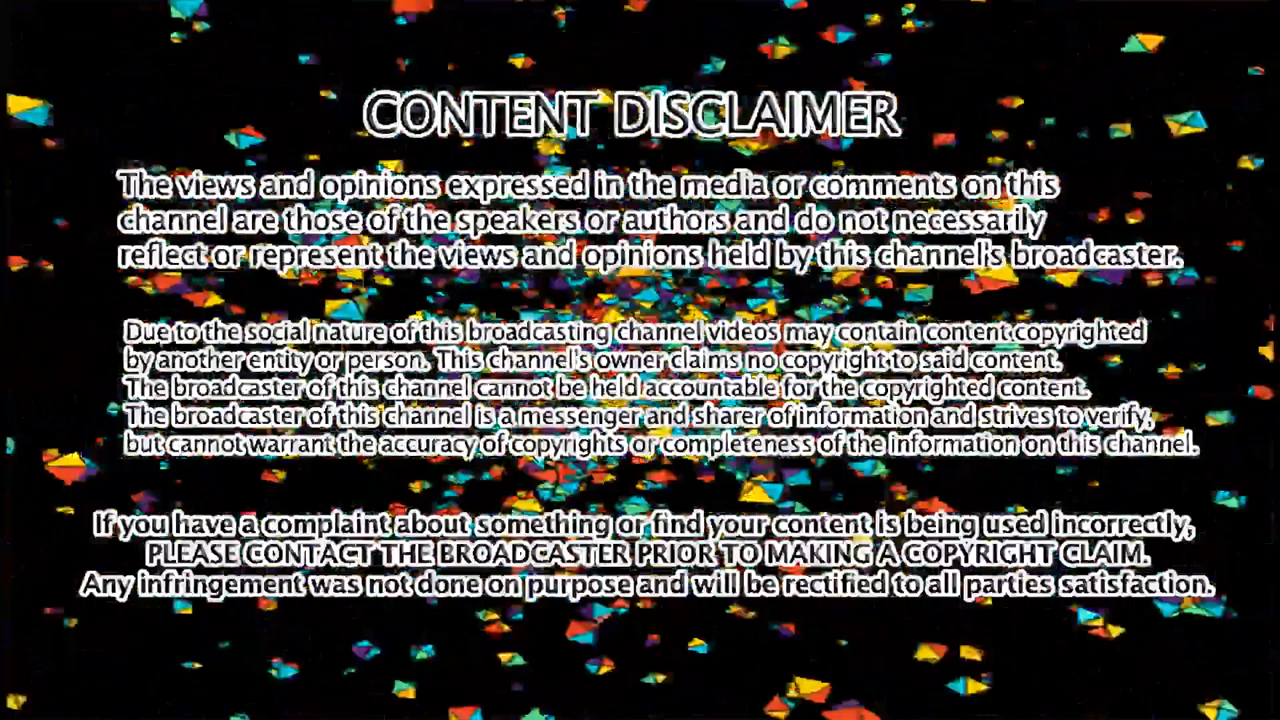 CONTENT DISCLAIMER
The views and opinions expressed in the media or comments on this
channel are those of the speakers or authors and do not necessarily
reflect or represent the views and opinions held by this channel's broadcaster.
Due to the social nature of this broadcasting channel videos may contain content copyrighted
by another entity or person. This channel's owner claims no copyright to said content.
The broadcaster of this channel cannot be held accountable for the copyrighted content.
The broadcaster of this channel is a messenger and sharer of information and strives to verify,
but cannot warrant the accuracy of copyrights or completeness of the information on this channel.
If you have a complaint about something or find your content is being used incorrectly,
PLEASE CONTACT THE BROADCASTER PRIOR TO MAKING A COPYRIGHT CLAIM.
Any infringement was not done on purpose and will be rectified to all parties satisfaction.